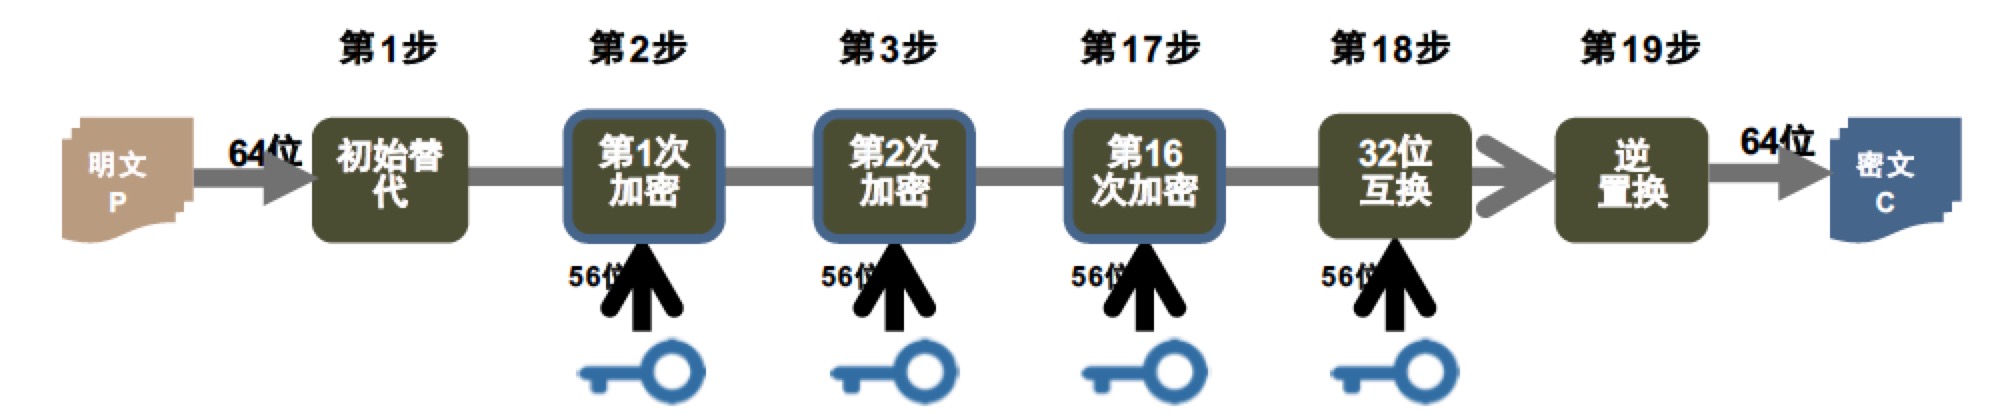 第1步
第2步
第3步
第17步
第18步
第19步
明文
P
64位
初始替
代
第1次
加密
第2次
加密
第16
次加密
32位
互换
逆
置换
64位
密文
C
56位
56位
56位
56位